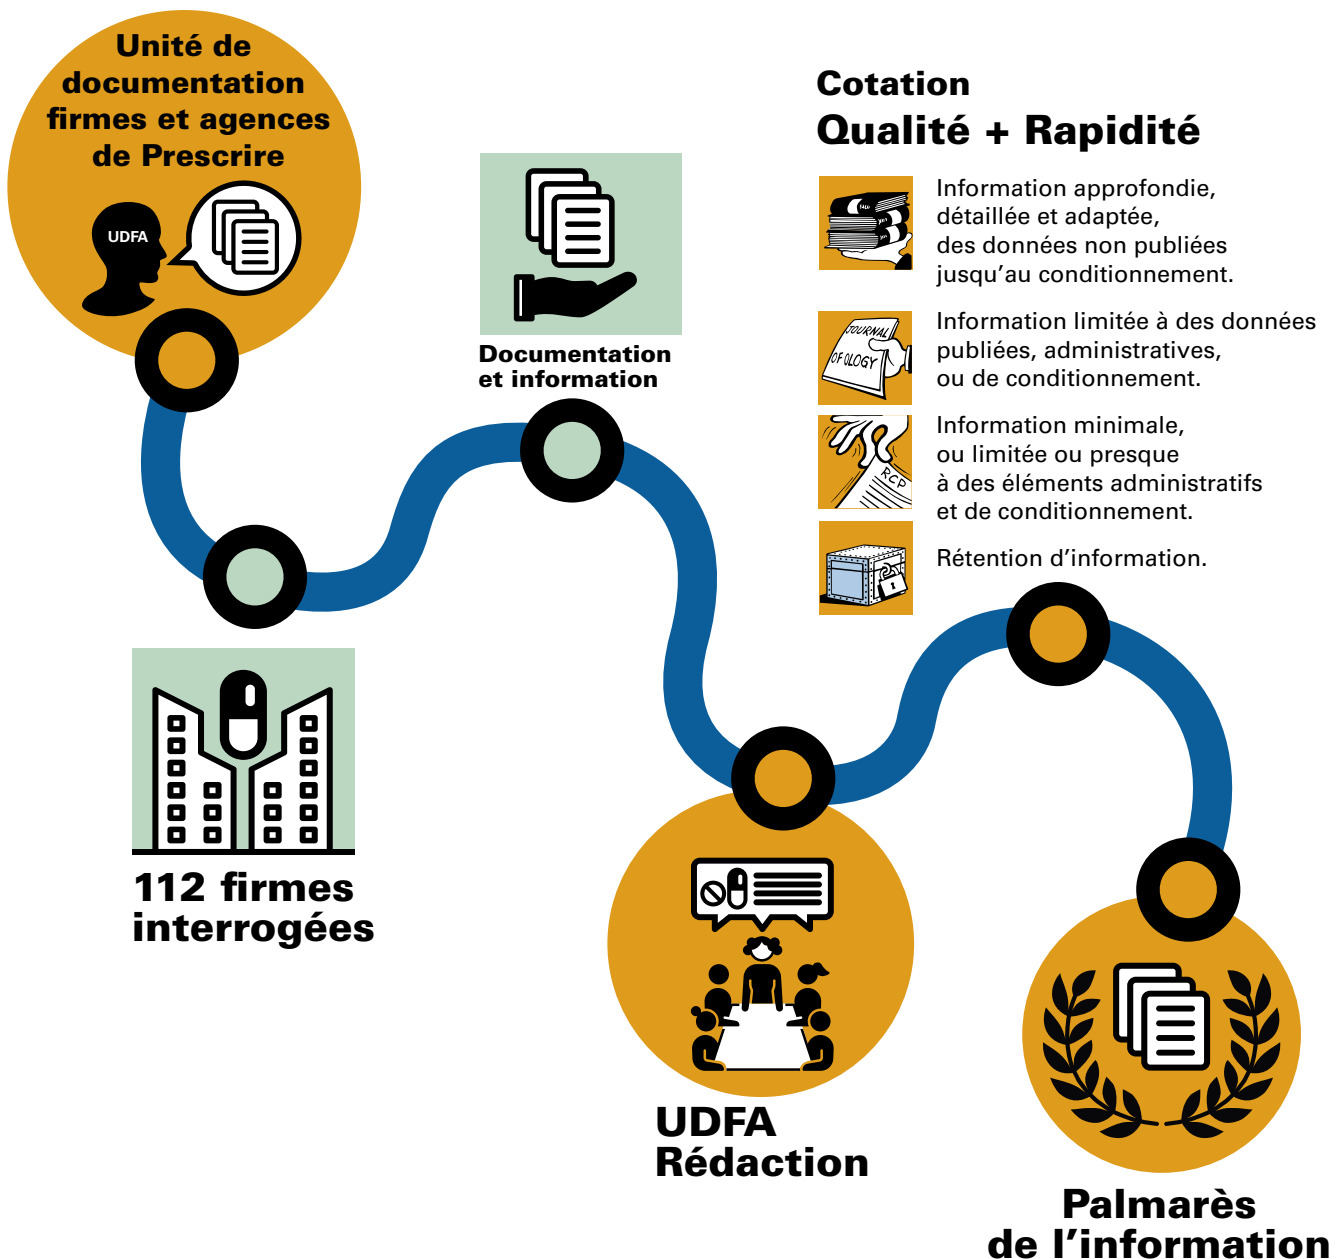 Unité de
documentation
firmes et agences
de Prescrire
UDFA
Documentation
et information
112 firmes
interrogées
UDFA
Rédaction
Cotation
Qualité + Rapidité
Information approfondie,
détaillée et adaptée,
des données non publiées
jusqu'au conditionnement.
JOURNAL
OF OLOGY
Information limitée à des données
publiées, administratives,
ou de conditionnement.
RCP
Information minimale,
ou limitée ou presque
à des éléments administratifs
et de conditionnement.
Rétention d'information.
Palmarès
de l'information